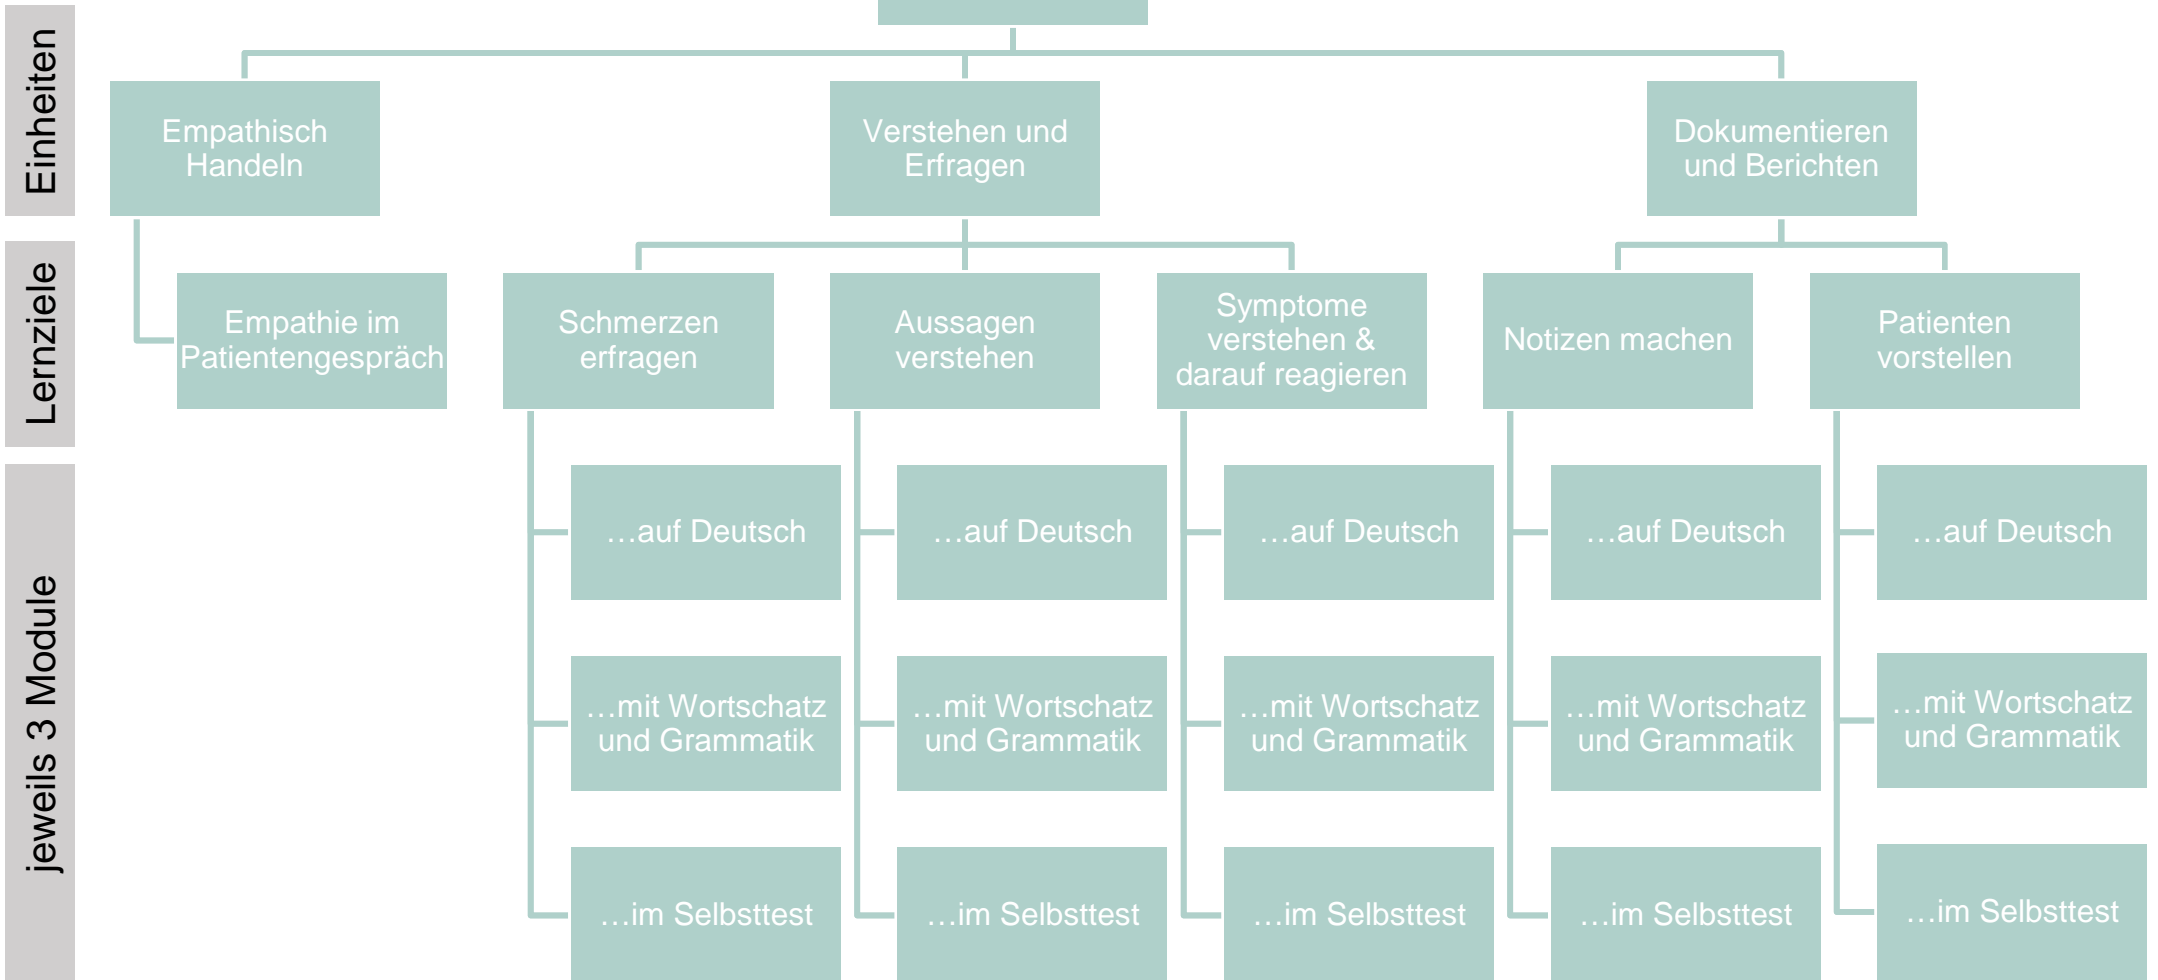 Einheiten
Empathisch
Handeln
Verstehen und
Erfragen
Dokumentieren
und Berichten
Lernziele
Empathie im
Patientengespräch
Schmerzen
erfragen
Aussagen
verstehen
Symptome
verstehen &
darauf reagieren
Notizen machen
Patienten
vorstellen
jeweils 3 Module
…auf Deutsch
…auf Deutsch
…auf Deutsch
…auf Deutsch
…auf Deutsch
…mit Wortschatz
und Grammatik
…mit Wortschatz
und Grammatik
…mit Wortschatz
und Grammatik
…mit Wortschatz
und Grammatik
…mit Wortschatz
und Grammatik
…im Selbsttest
…im Selbsttest
…im Selbsttest
…im Selbsttest
…im Selbsttest